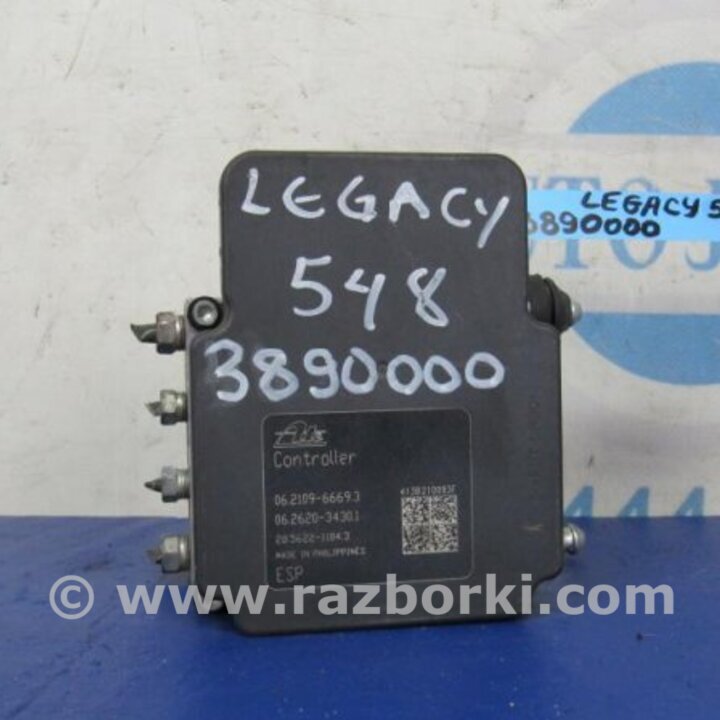 LEGACY
548
3890000
LEGACY 5
3890000
Ate
Controller
06.2109-6669.3
06.2620-3430.1
28.5622-1184.3
MADE IN PHILIPPINES
ESP
© www.razborki.com